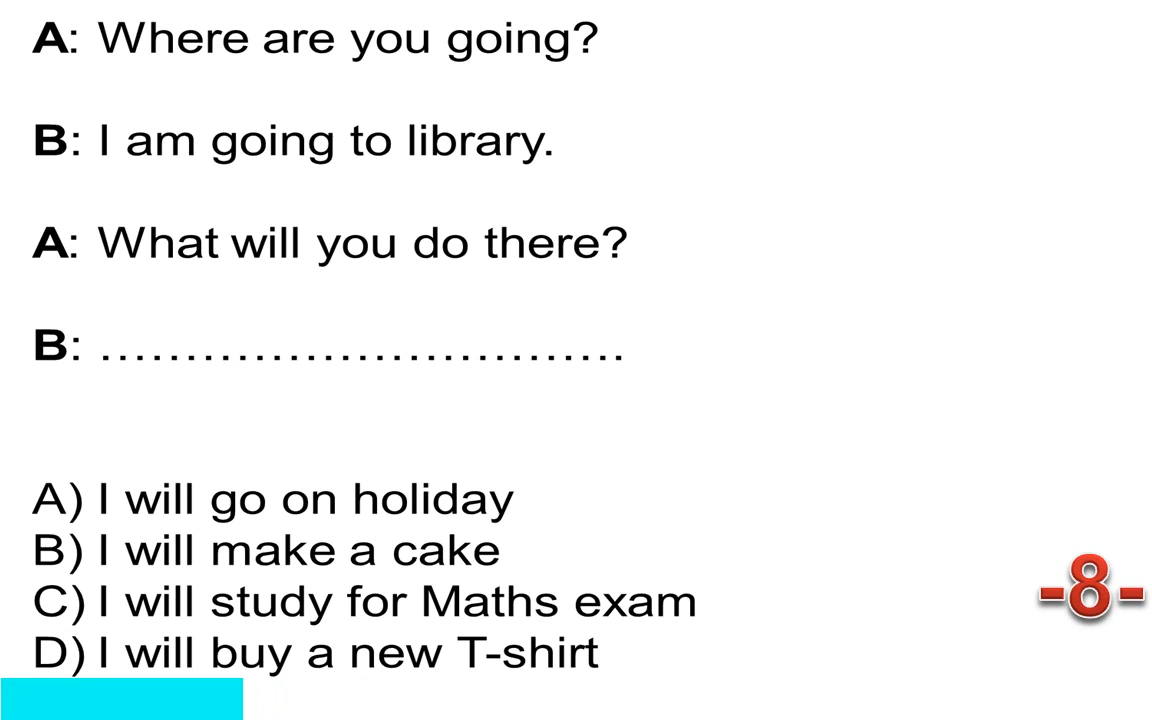 A: Where are you going?
B: I am going to library.
A: What will you do there?
B: ...............................
A) I will go on holiday
B) I will make a cake
C) I will study for Maths exam
D) I will buy a new T-shirt
-8-